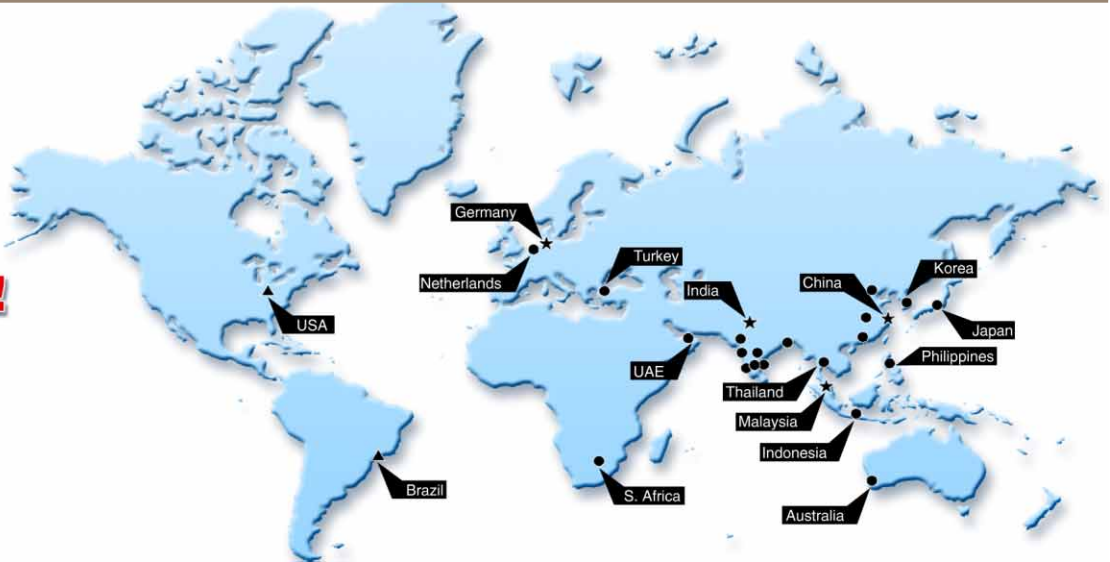 Germany
Netherlands
Turkey
India
China
Korea
!
USA
Japan
UAE
Philippines
Thailand
Malaysia
Indonesia
Brazil
S. Africa
Australia